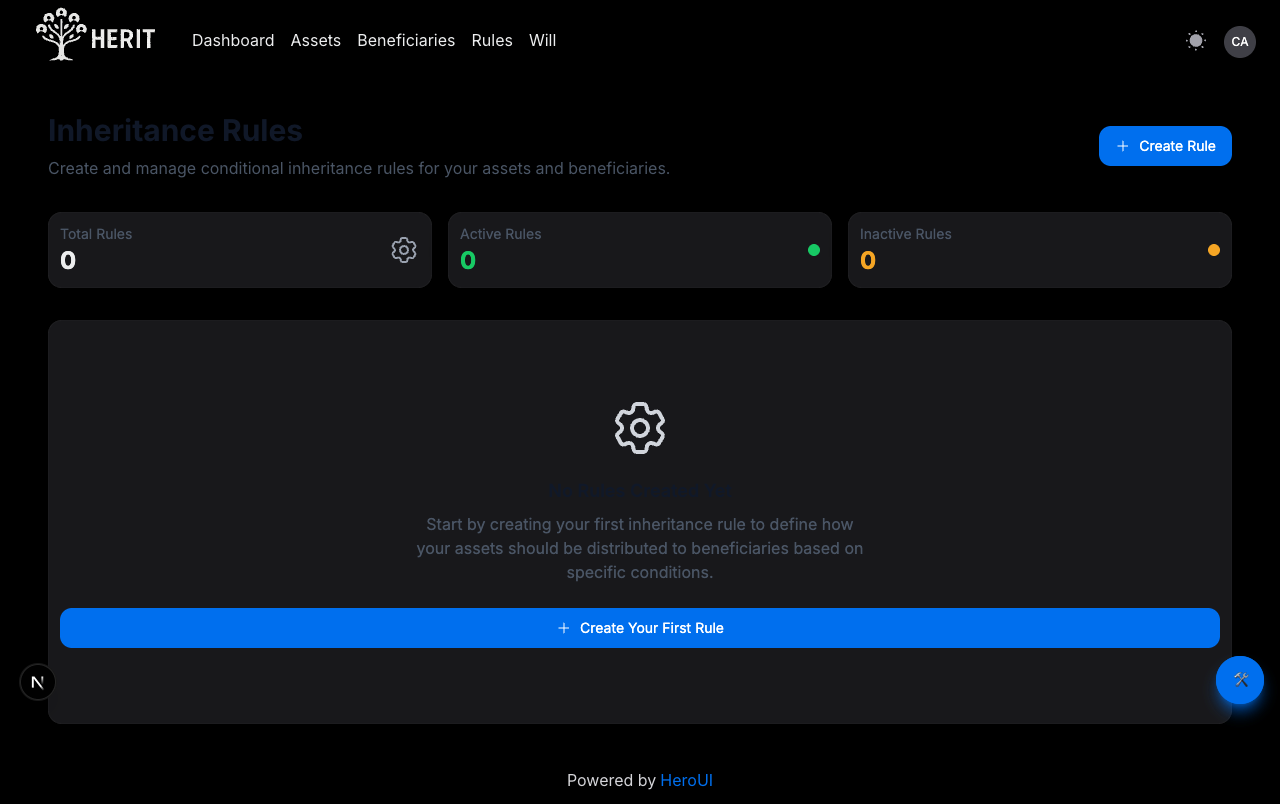 HERIT
Dashboard Assets Beneficiaries Rules Will
CA
Inheritance Rules
Create and manage conditional inheritance rules for your assets and beneficiaries.
+ Create Rule
Total Rules
0
Active Rules
0
Inactive Rules
0
Start by creating your first inheritance rule to define how
your assets should be distributed to beneficiaries based on
specific conditions.
+ Create Your First Rule
N
Powered by HeroUI